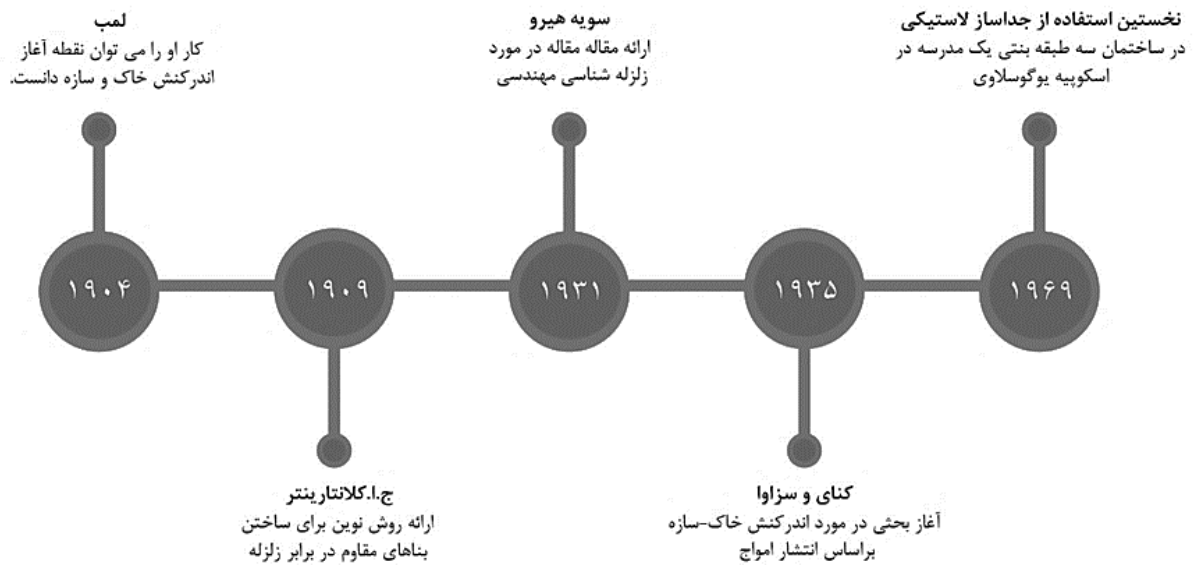 لمب
کار او را می توان نقطه آغاز
اندرکنش خاک و سازه دانست.
۱۹۰۴
۱۹۰۹
ج.ا.کلانتارینتر
ارائه روش نوین برای ساختن
بناهای مقاوم در برابر زلزله
سویه هیرو
ارائه مقاله مقاله در مورد
زلزله شناسی مهندسی
۱۹۳۱
۱۹۳۵
کنای و سزاوا
آغاز بحثی در مورد اندرکنش خاک-سازه
براساس انتشار امواج
نخستین استفاده از جداساز لاستیکی
در ساختمان سه طبقه بتنی یک مدرسه در
اسکوپیه یوگوسلاوی
۱۹۶۹